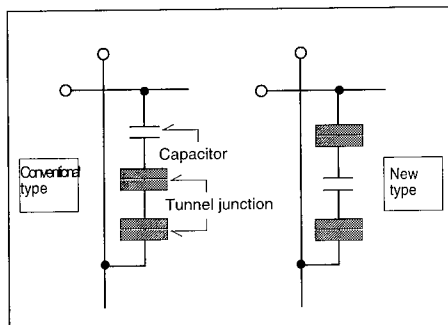 Capacitor
Conventional
type
Tunnel junction
New
type